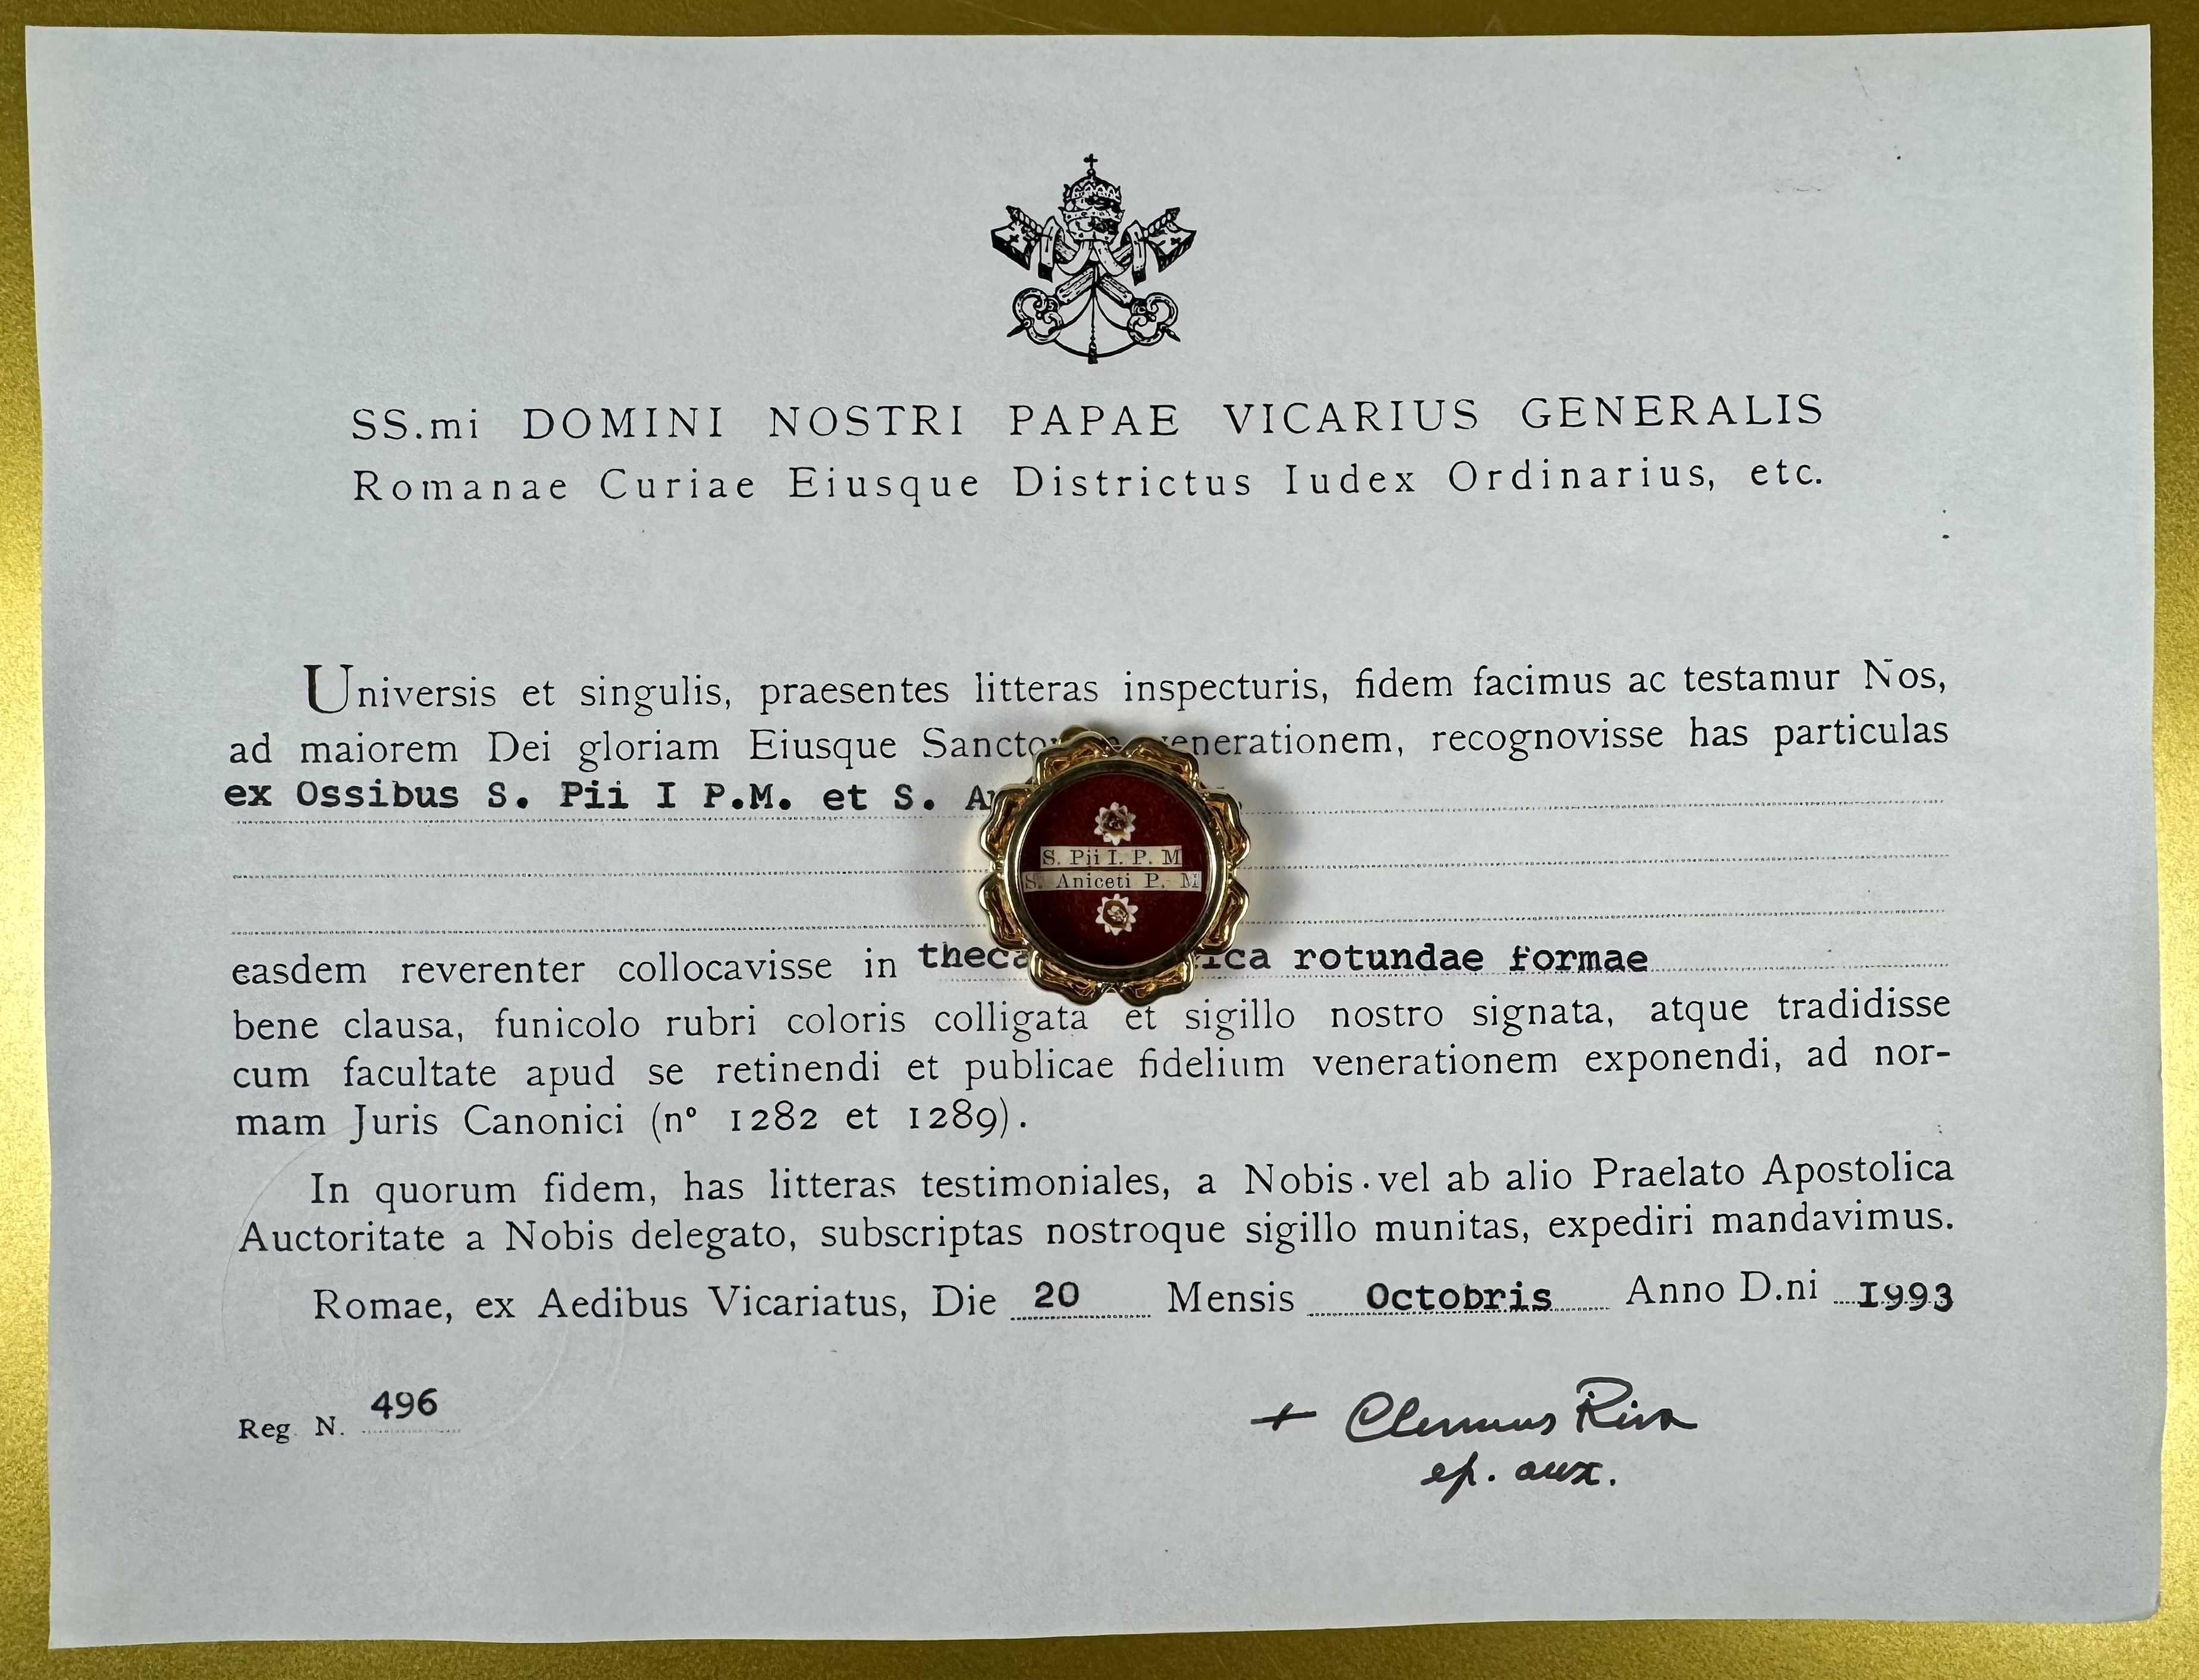 SS.mi DOMINI NOSTRI PAPAE VICARIUS GENERALIS
Romanae Curiae Eiusque Districtus Iudex Ordinarius, etc.
Universis et singulis, praesentes litteras inspecturis, fidem facimus ac testamur Nos,
ad maiorem Dei gloriam Eiusque venerationem, recognovisse has particulas
ex Ossibus S. Pii I P.M. et S.
S. Pii I. P. M
S. Aniceti P. M
easdem reverenter collocavisse in rotundae formae
bene clausa, funicolo rubri coloris colligata et sigillo nostro signata, atque tradidisse
cum facultate apud se retinendi et publicae fidelium venerationem exponendi, ad nor-
mam Juris Canonici (nº 1282 et 1289).
In quorum fidem, has litteras testimoniales, a Nobis vel ab alio Praelato Apostolica
Auctoritate a Nobis delegato, subscriptas nostroque sigillo munitas, expediri mandavimus.
Romae, ex Aedibus Vicariatus, Die 20 Mensis Octobris Anno D.ni 1993
Reg. N. 496
+ Clemens Riva
ep. aux.